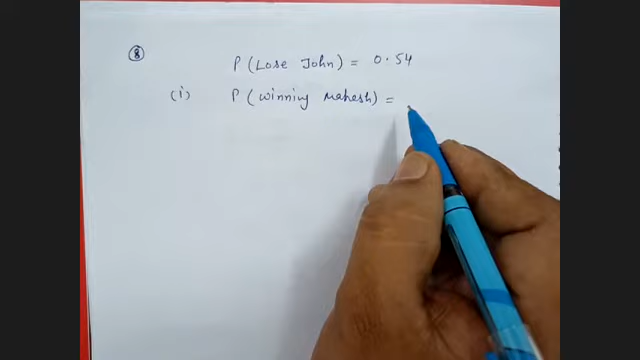 8
P (Lose John) = 0.54
(i) P (winning Mahesh) =